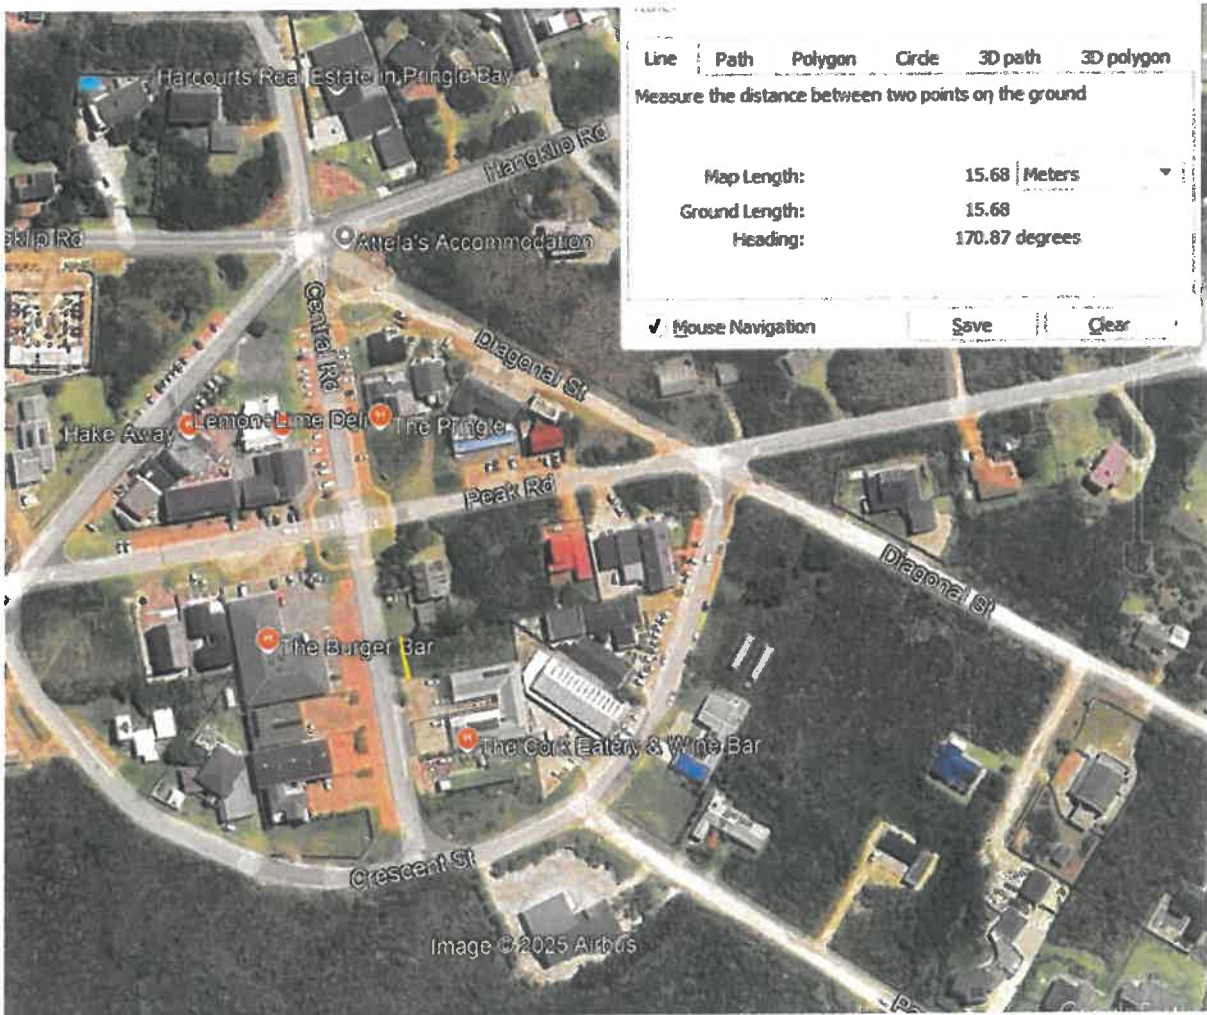 Line Path Polygon Circle 3D path 3D polygon
Measure the distance between two points on the ground
Map Length: 15.68 Meters
Ground Length: 15.68
Heading: 170.87 degrees
Mouse Navigation Save Clear
Harcourts Real Estate in Pringle Bay
Hangklip Rd
Rd
Attela's Accommodation
Central Rd
Diagonal St
Hake Away
Lemon+Lime Deli
The Pringle
Peak Rd
Diagonal St
The Burger Bar
The Cork Eatery & Wine Bar
Crescent St
Image © 2025 Airbus